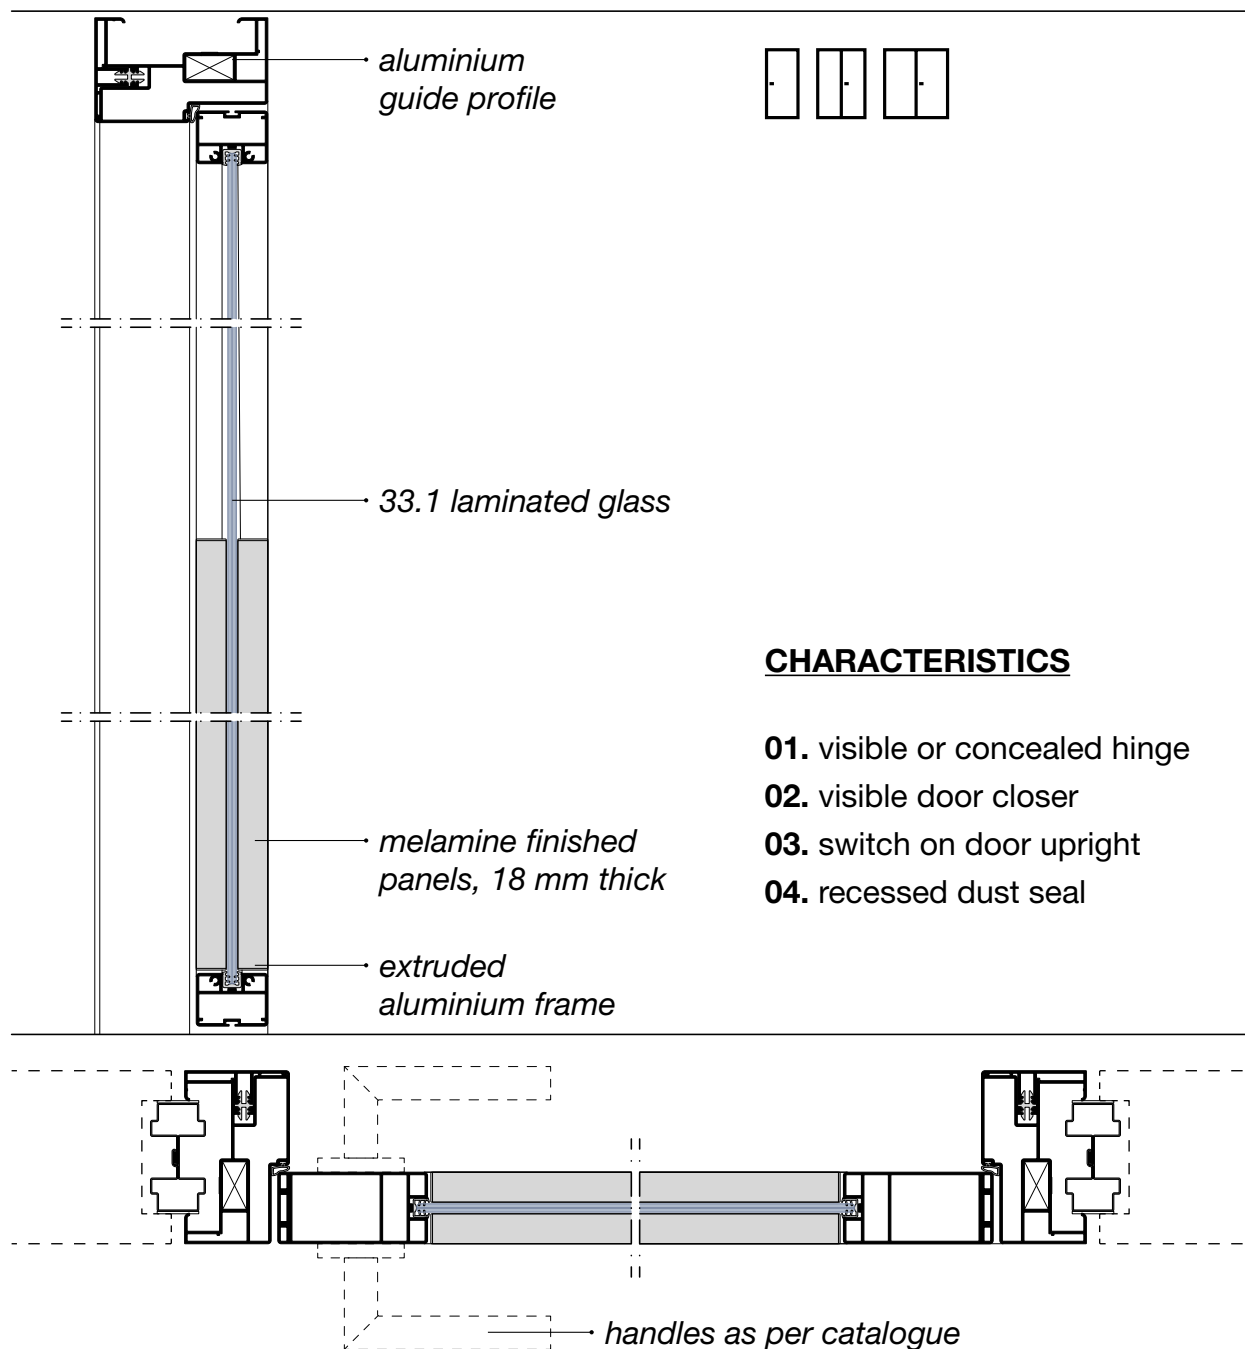 aluminium
guide profile
33.1 laminated glass
CHARACTERISTICS
01. visible or concealed hinge
02. visible door closer
03. switch on door upright
04. recessed dust seal
melamine finished
panels, 18 mm thick
extruded
aluminium frame
handles as per catalogue